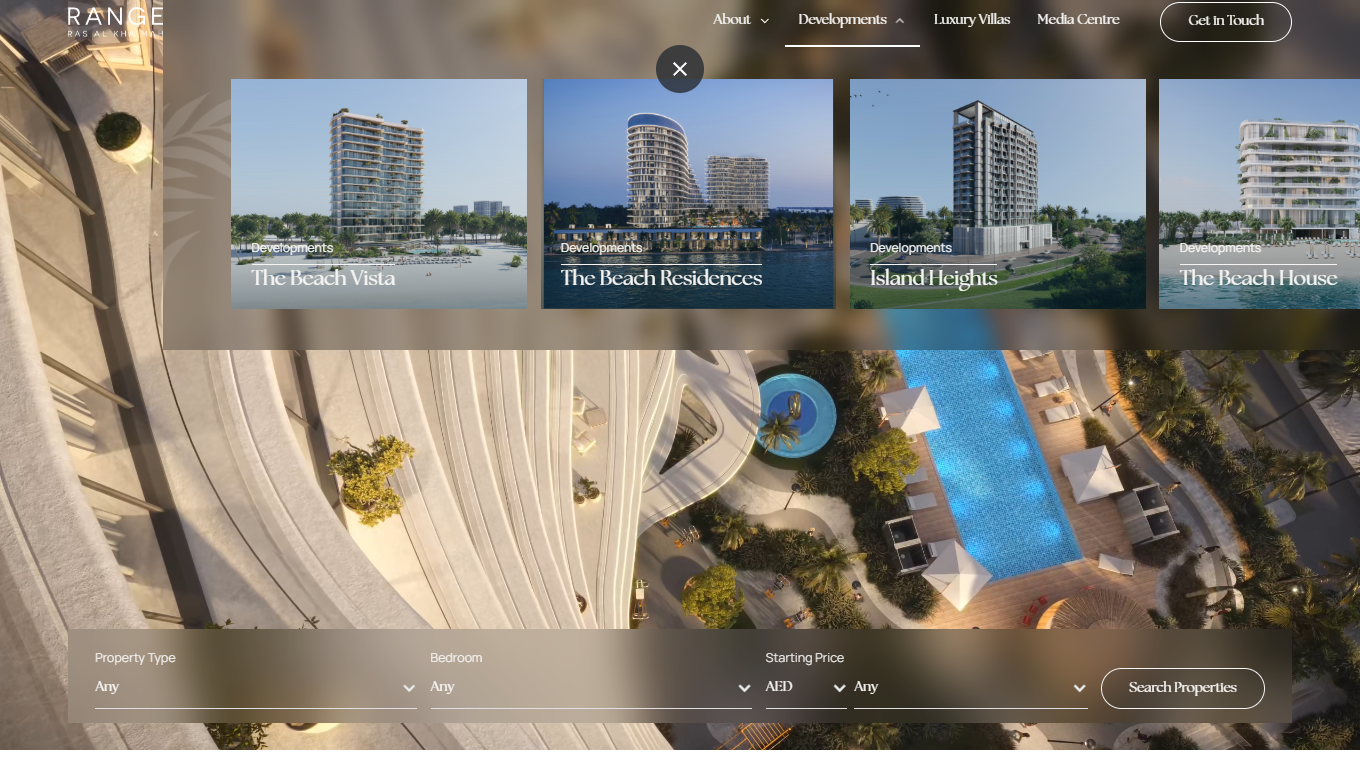 RANGE
RAS AL KHAIMAH
About
Developments
Luxury Villas
Media Centre
Get in Touch
Developments
The Beach Vista
Developments
The Beach Residences
Developments
Island Heights
Developments
The Beach House
Property Type
Any
Bedroom
Any
Starting Price
AED
Any
Search Properties